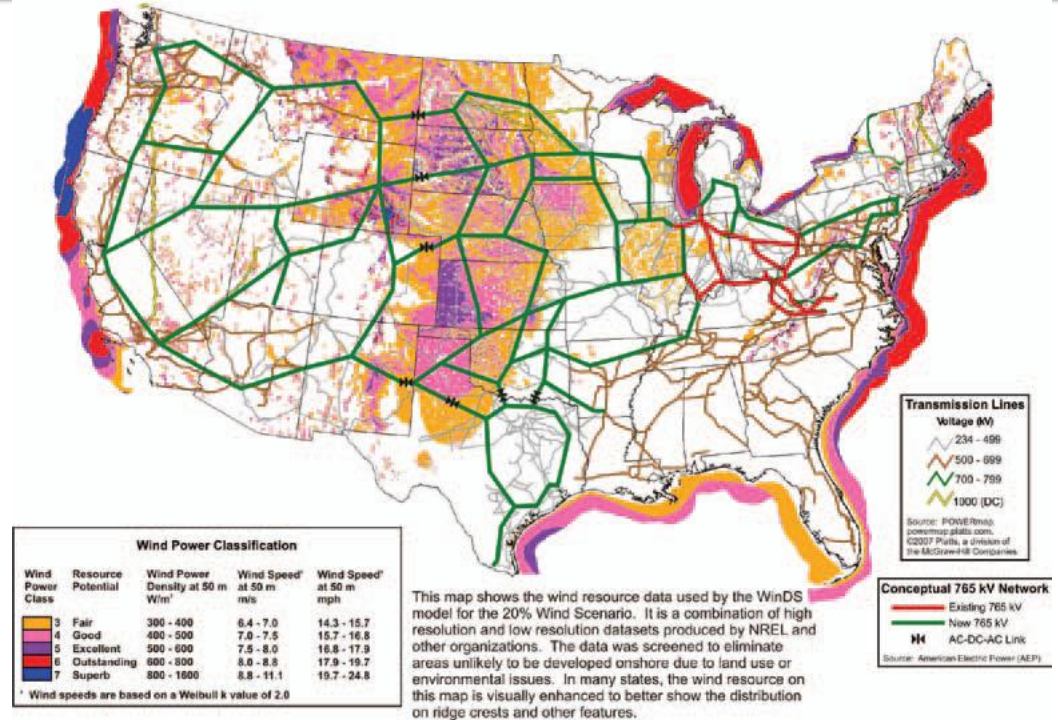 Transmission Lines
Voltage (kV)
234 - 499
500 - 699
700 - 799
1000 (DC)
Source: POWERmap,
powermap.platts.com.
©2007 Platts, a division of
the McGraw-Hill Companies
Wind Power Classification
Wind Power Class Resource Potential Wind Power Density at 50 m W/m² Wind Speed* at 50 m m/s Wind Speed* at 50 m mph
3 Fair 300 - 400 6.4 - 7.0 14.3 - 15.7
4 Good 400 - 500 7.0 - 7.5 15.7 - 16.8
5 Excellent 500 - 600 7.5 - 8.0 16.8 - 17.9
6 Outstanding 600 - 800 8.0 - 8.8 17.9 - 19.7
7 Superb 800 - 1600 8.8 - 11.1 19.7 - 24.8
* Wind speeds are based on a Weibull k value of 2.0
This map shows the wind resource data used by the WinDS
model for the 20% Wind Scenario. It is a combination of high
resolution and low resolution datasets produced by NREL and
other organizations. The data was screened to eliminate
areas unlikely to be developed onshore due to land use or
environmental issues. In many states, the wind resource on
this map is visually enhanced to better show the distribution
on ridge crests and other features.
Conceptual 765 kV Network
Existing 765 kV
New 765 kV
AC-DC-AC Link
Source: American Electric Power (AEP)